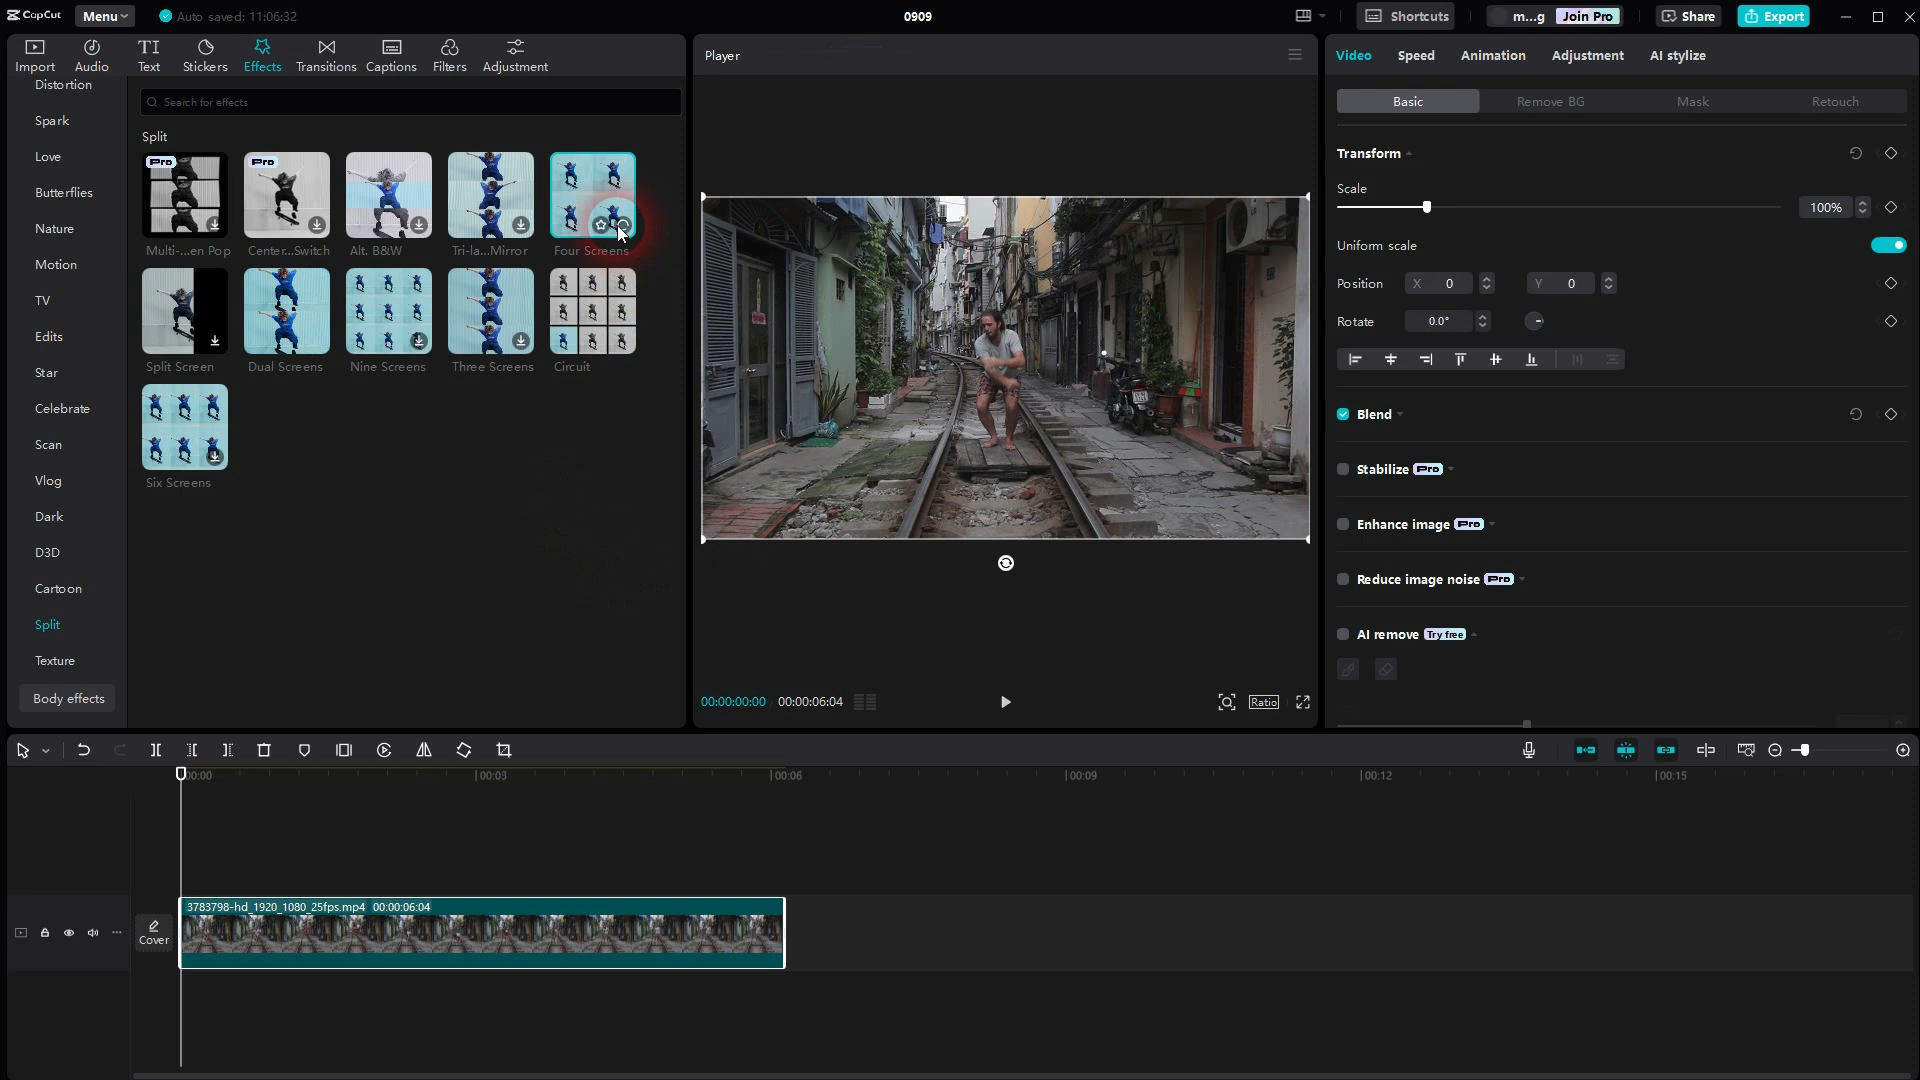 CapCut
Menu
Auto saved: 11:06:32
0909
Shortcuts
m...g
Join Pro
Share
Export
Import
Audio
Text
Stickers
Effects
Transitions
Captions
Filters
Adjustment
Distortion
Spark
Love
Butterflies
Nature
Motion
TV
Edits
Star
Celebrate
Scan
Vlog
Dark
D3D
Cartoon
Split
Texture
Body effects
Search for effects
Split
Pro
Pro
Multi-...en Pop
Center...Switch
Alt. B&W
Tri-la...Mirror
Four Screens
Split Screen
Dual Screens
Nine Screens
Three Screens
Circuit
Six Screens
Player
00:00:00:00
00:00:06:04
Ratio
Video
Speed
Animation
Adjustment
AI stylize
Basic
Remove BG
Mask
Retouch
Transform
Scale
100%
Uniform scale
Position
X 0
Y 0
Rotate
0.0°
Blend
Stabilize Pro
Enhance image Pro
Reduce image noise Pro
AI remove Try free
00:00
00:03
00:06
00:09
00:12
00:15
3783798-hd_1920_1080_25fps.mp4 00:00:06:04
Cover